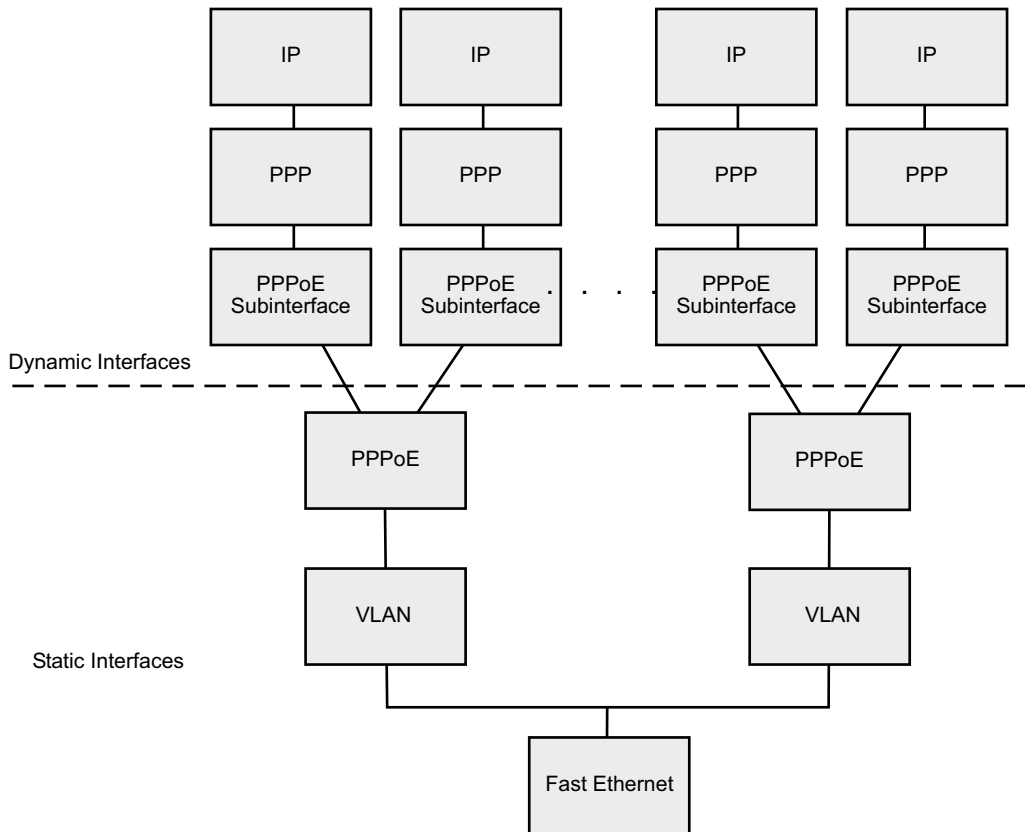 IP
IP
IP
IP
PPP
PPP
PPP
PPP
PPPoE
Subinterface
PPPoE
Subinterface
. . . .
PPPoE
Subinterface
PPPoE
Subinterface
Dynamic Interfaces
PPPoE
PPPoE
VLAN
VLAN
Static Interfaces
Fast Ethernet